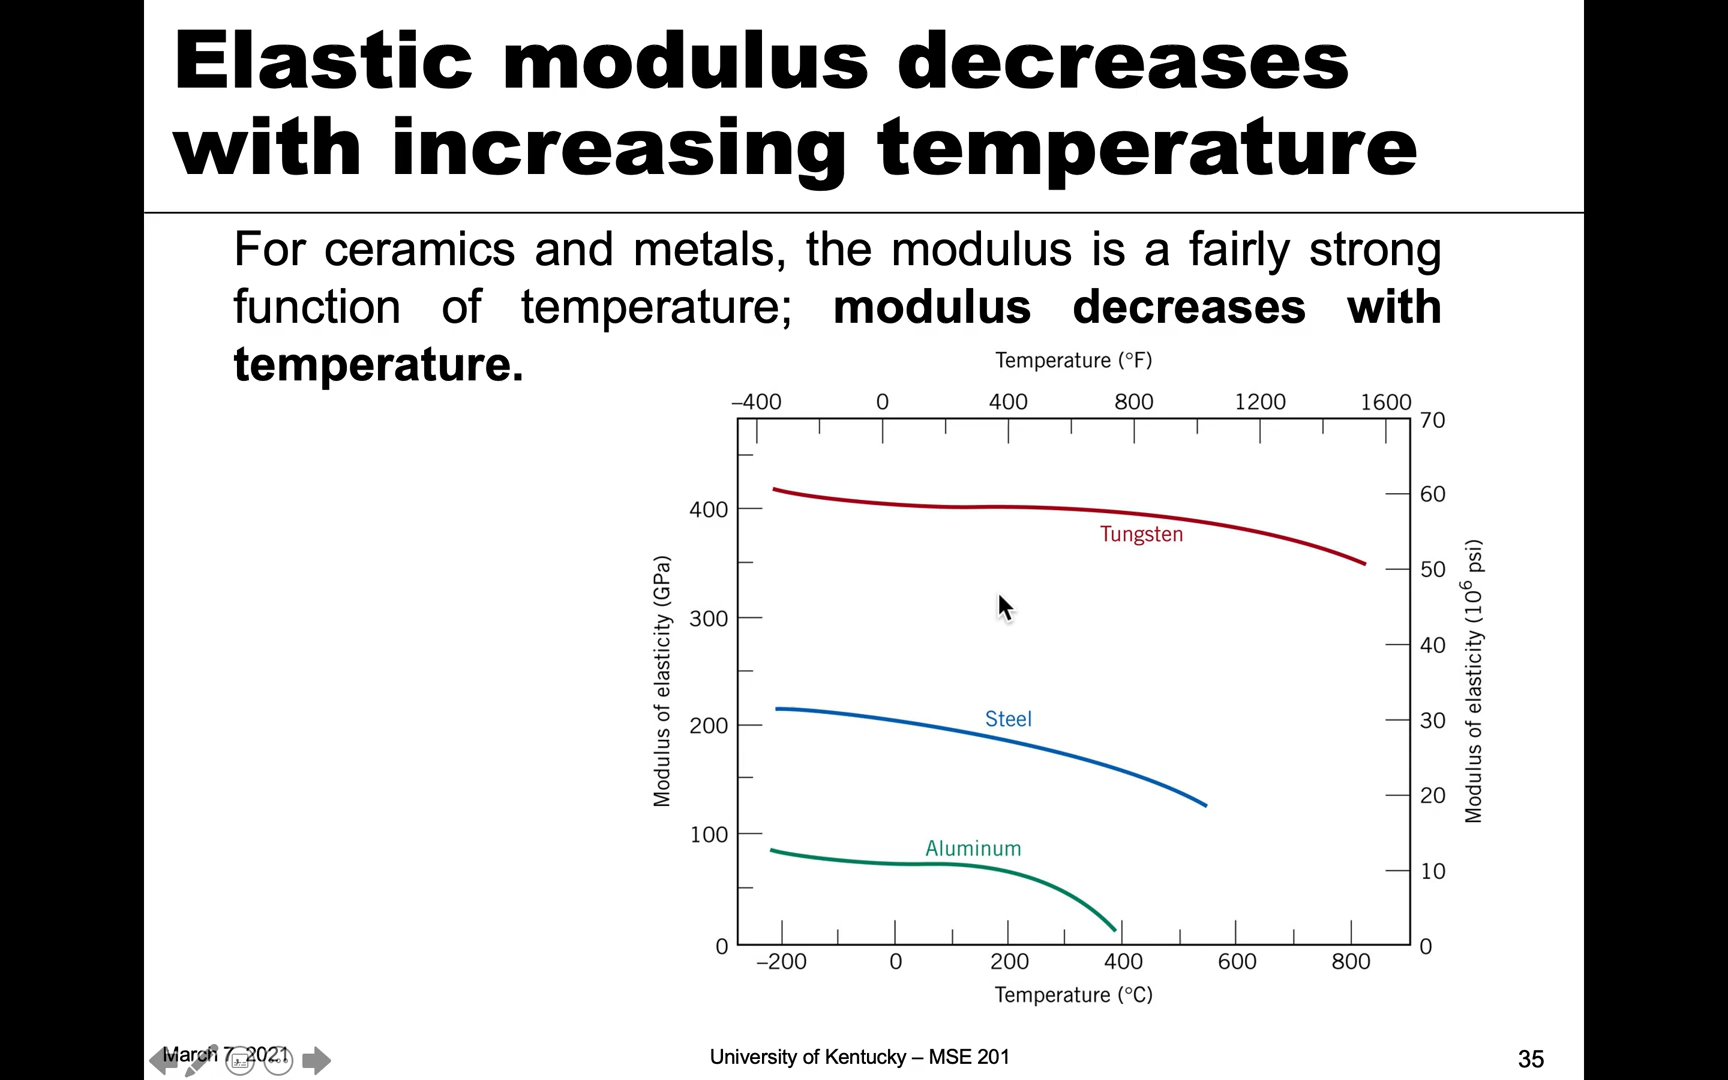 Elastic modulus decreases
with increasing temperature
For ceramics and metals, the modulus is a fairly strong
function of temperature; modulus decreases with
temperature.
Temperature (°F)
–400 0 400 800 1200 1600
70
60
50
40
30
20
10
0
Modulus of elasticity (10⁶ psi)
Modulus of elasticity (GPa)
400
300
200
100
0
Tungsten
Steel
Aluminum
–200 0 200 400 600 800
Temperature (°C)
March 7, 2021
University of Kentucky – MSE 201
35